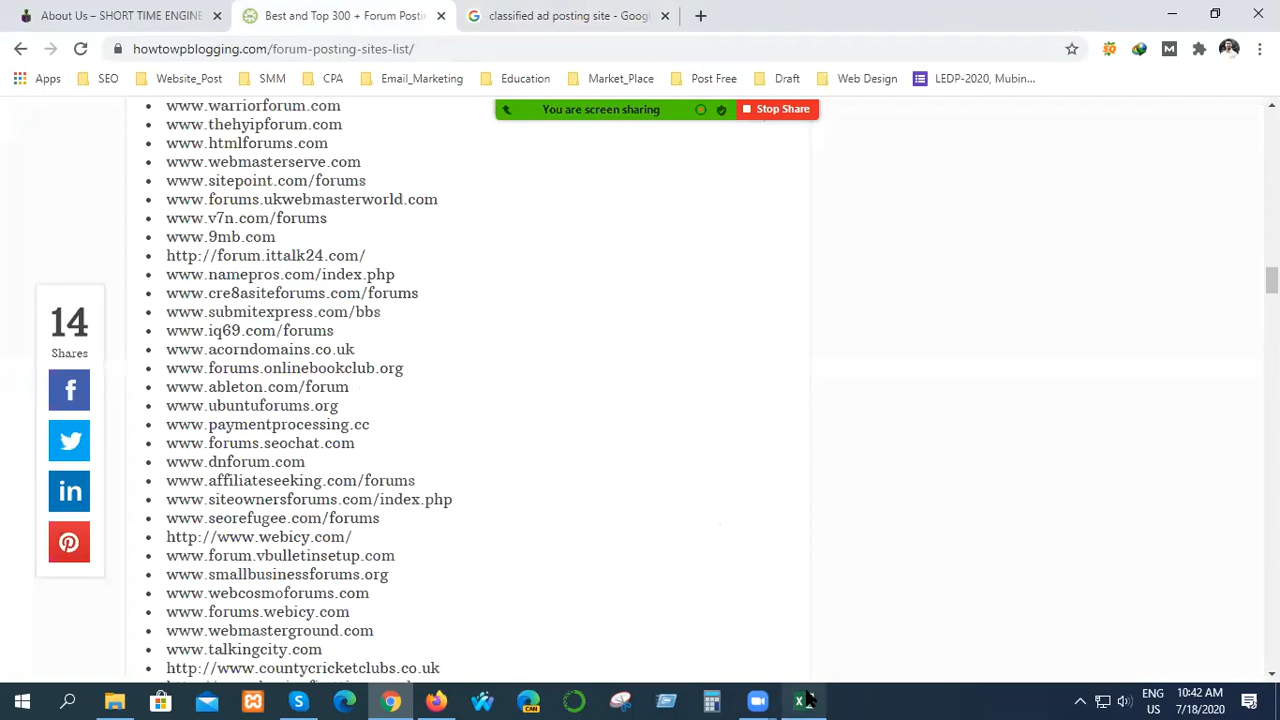 About Us – SHORT TIME ENGINE
Best and Top 300 + Forum Posti
classified ad posting site - Goog
howtowpblogging.com/forum-posting-sites-list/
Apps
SEO
Website_Post
SMM
CPA
Email_Marketing
Education
Market_Place
Post Free
Draft
Web Design
LEDP-2020, Mubin...
You are screen sharing
Stop Share
www.warriorforum.com
www.thehyipforum.com
www.htmlforums.com
www.webmasterserve.com
www.sitepoint.com/forums
www.forums.ukwebmasterworld.com
www.v7n.com/forums
www.9mb.com
http://forum.ittalk24.com/
www.namepros.com/index.php
www.cre8asiteforums.com/forums
www.submitexpress.com/bbs
www.iq69.com/forums
www.acorndomains.co.uk
www.forums.onlinebookclub.org
www.ableton.com/forum
www.ubuntuforums.org
www.paymentprocessing.cc
www.forums.seochat.com
www.dnforum.com
www.affiliateseeking.com/forums
www.siteownersforums.com/index.php
www.seorefugee.com/forums
http://www.webicy.com/
www.forum.vbulletinsetup.com
www.smallbusinessforums.org
www.webcosmoforums.com
www.forums.webicy.com
www.webmasterground.com
www.talkingcity.com
http://www.countycricketclubs.co.uk
14
Shares
CAN
ENG
US
10:42 AM
7/18/2020